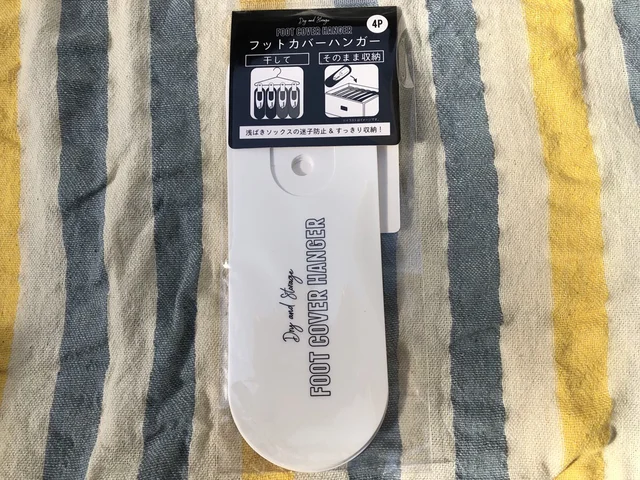 Dry and Storage
FOOT COVER HANGER
4P
フットカバーハンガー
干して
そのまま収納
浅ばきソックスの迷子防止＆すっきり収納！
Dry and Storage
FOOT COVER HANGER